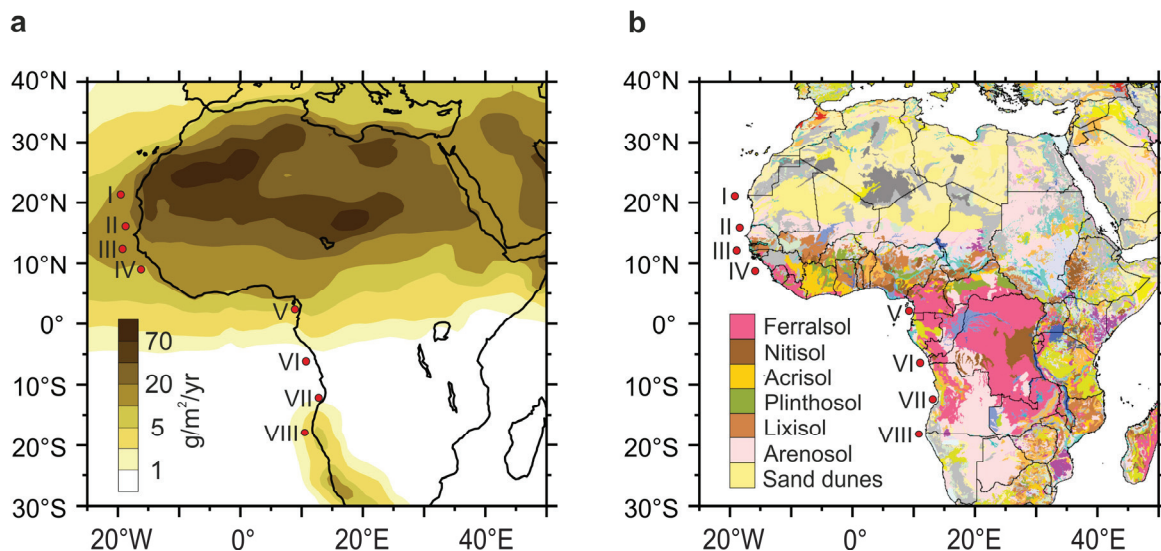 a
40°N
30°N
20°N
10°N
0°
10°S
20°S
30°S
20°W
0°
20°E
40°E
I
II
III
IV
V
VI
VII
VIII
70
20
5
1
g/m²/yr
b
40°N
30°N
20°N
10°N
0°
10°S
20°S
30°S
20°W
0°
20°E
40°E
I
II
III
IV
V
VI
VII
VIII
Ferralsol
Nitisol
Acrisol
Plinthosol
Lixisol
Arenosol
Sand dunes